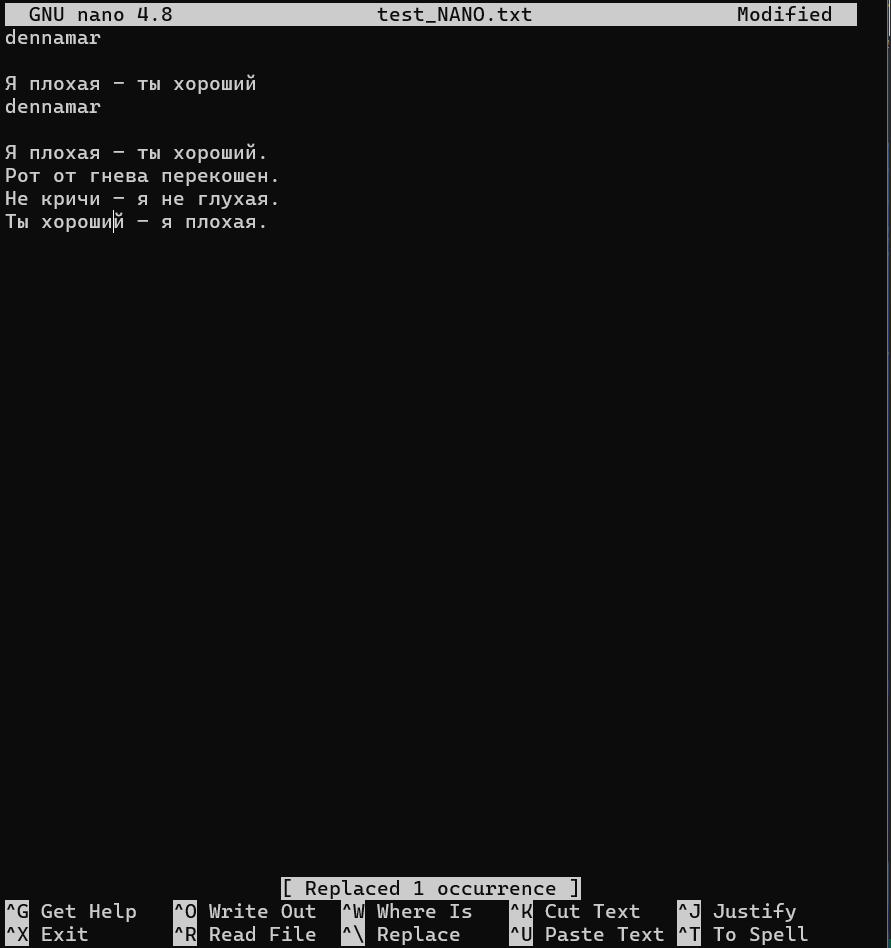 GNU nano 4.8 test_NANO.txt Modified
dennamar
Я плохая – ты хороший
dennamar
Я плохая – ты хороший.
Рот от гнева перекошен.
Не кричи – я не глухая.
Ты хороший – я плохая.
[ Replaced 1 occurrence ]
^G Get Help ^O Write Out ^W Where Is ^K Cut Text ^J Justify
^X Exit ^R Read File ^\ Replace ^U Paste Text ^T To Spell